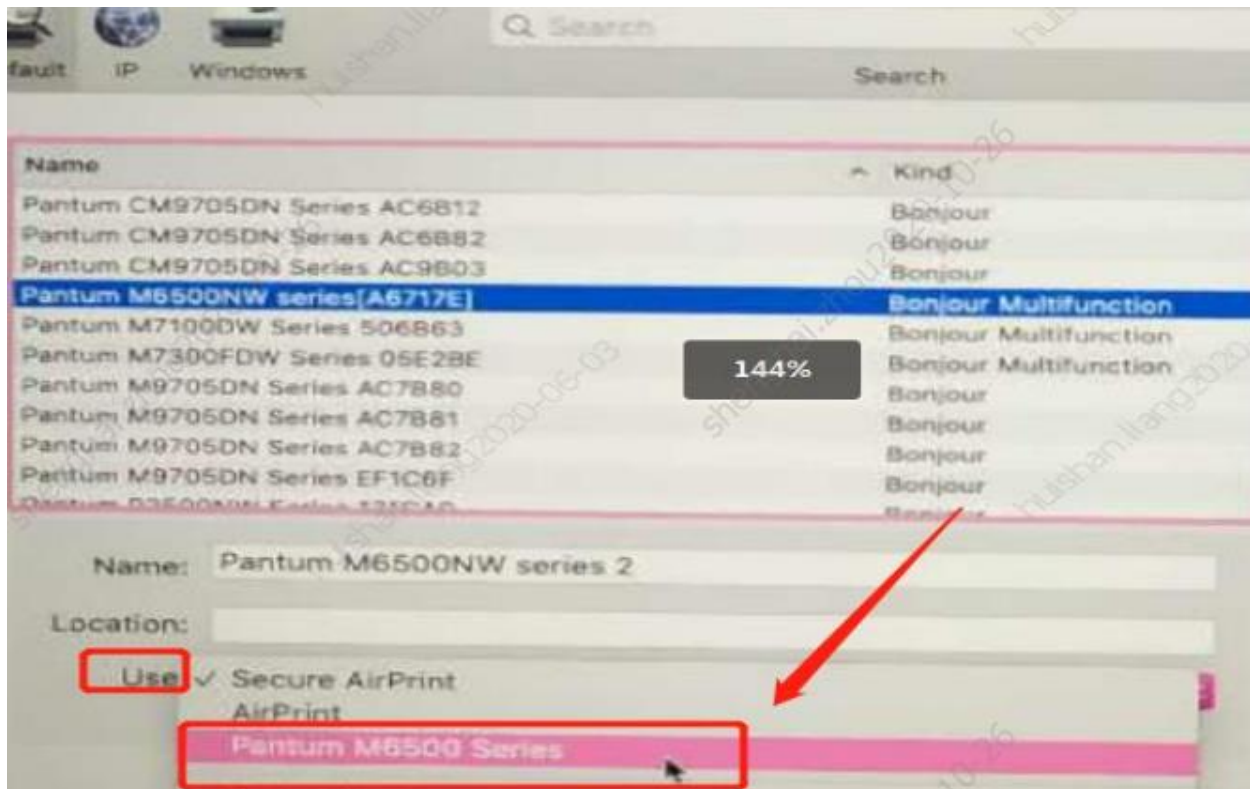 Search
fault IP Windows Search
Name Kind
Pantum CM9705DN Series AC6812 Bonjour
Pantum CM9705DN Series AC6B82 Bonjour
Pantum CM9705DN Series AC9B03 Bonjour
Pantum M6500NW series[A6717E] Bonjour Multifunction
Pantum M7100DW Series 506B63 Bonjour Multifunction
Pantum M7300FDW Series 05E2BE Bonjour Multifunction
144%
Pantum M9705DN Series AC7B80 Bonjour
Pantum M9705DN Series AC7B81 Bonjour
Pantum M9705DN Series AC7B82 Bonjour
Pantum M9705DN Series EF1C6F Bonjour
Name: Pantum M6500NW series 2
Location:
Use ✓ Secure AirPrint
AirPrint
Pantum M6500 Series